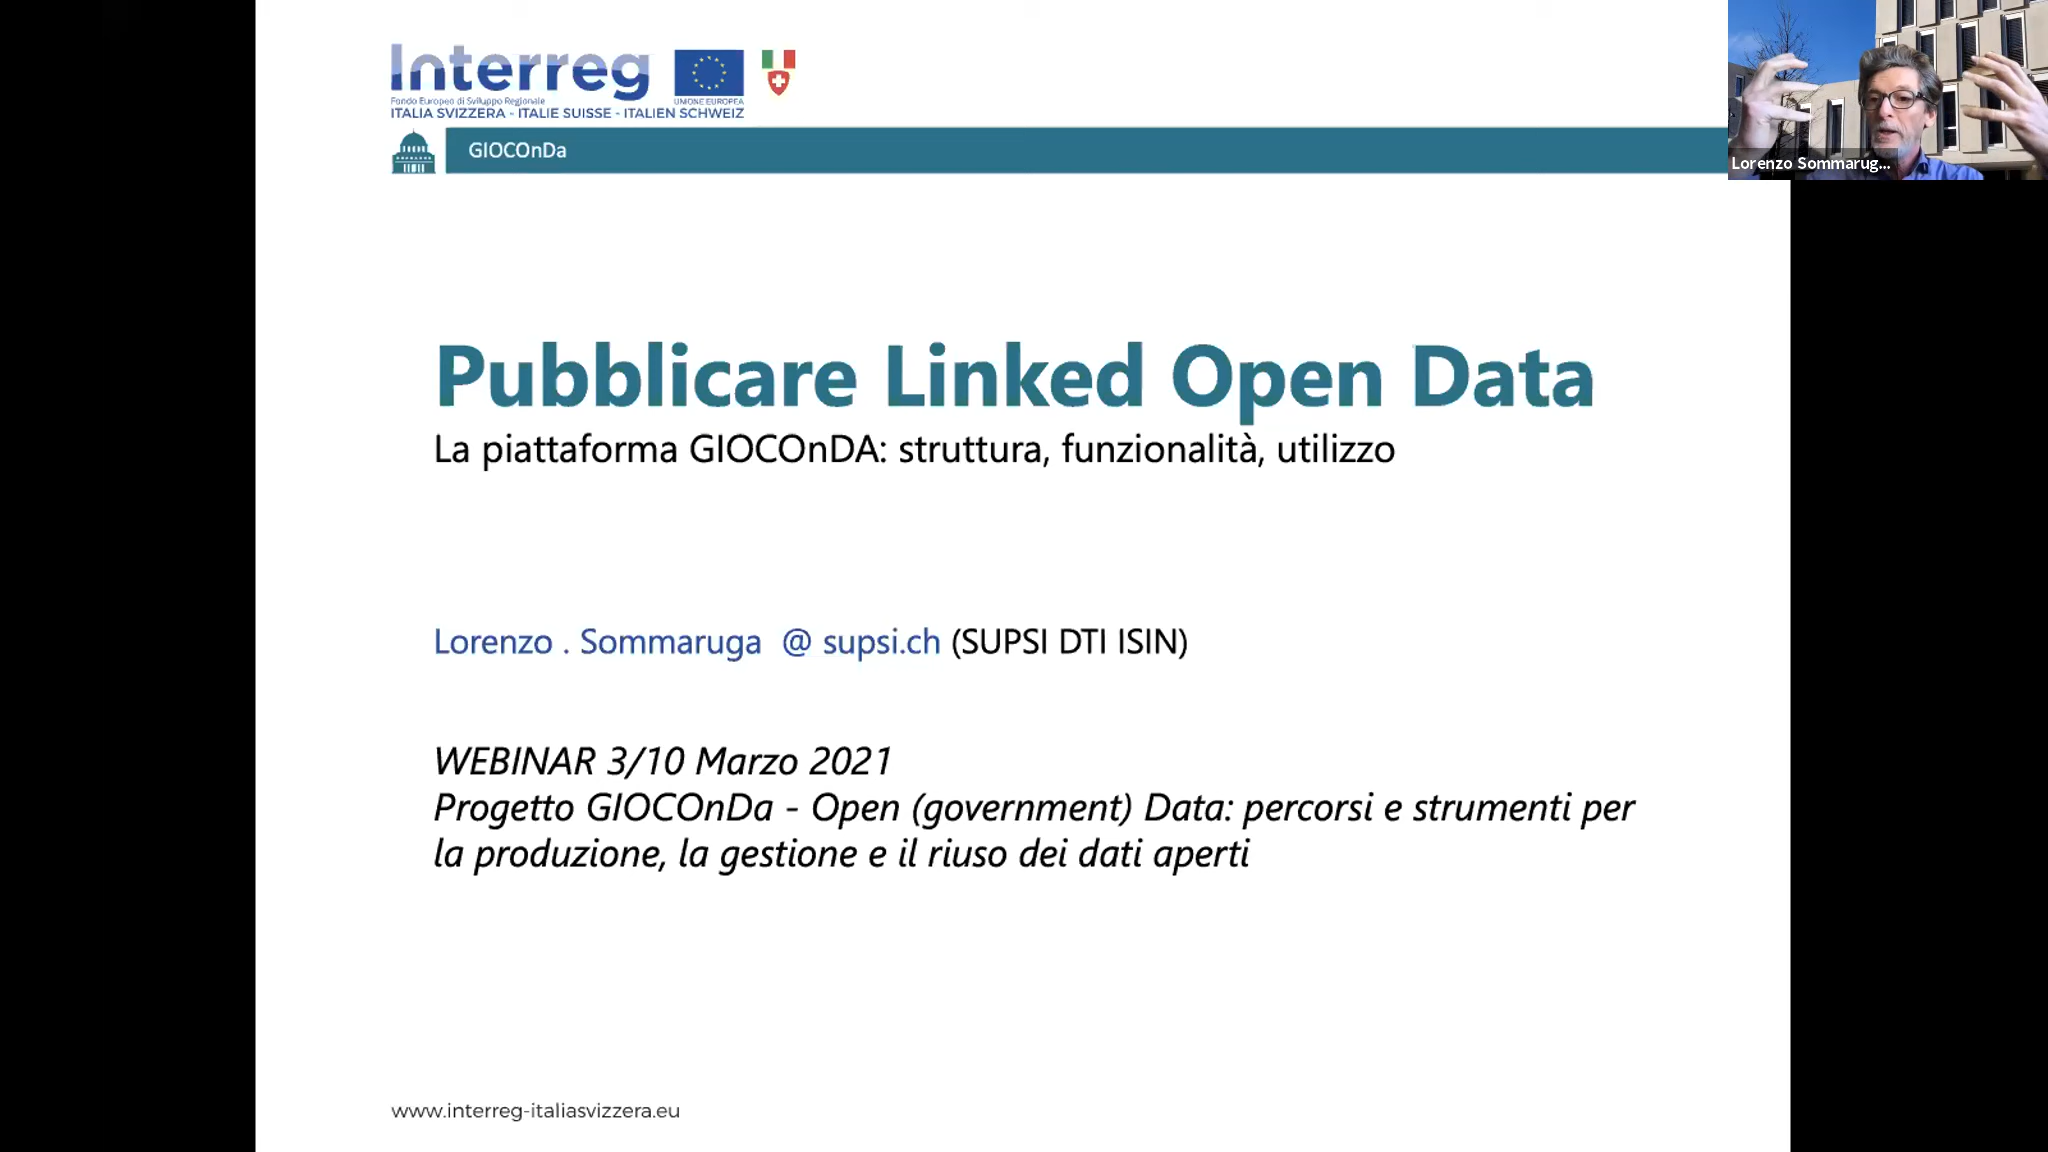 Interreg
Fondo Europeo di Sviluppo Regionale
UNIONE EUROPEA
ITALIA SVIZZERA - ITALIE SUISSE - ITALIEN SCHWEIZ
GIOCOnDa
Lorenzo Sommarug...
Pubblicare Linked Open Data
La piattaforma GIOCOnDA: struttura, funzionalità, utilizzo
Lorenzo . Sommaruga @ supsi.ch (SUPSI DTI ISIN)
WEBINAR 3/10 Marzo 2021
Progetto GIOCOnDa - Open (government) Data: percorsi e strumenti per
la produzione, la gestione e il riuso dei dati aperti
www.interreg-italiasvizzera.eu